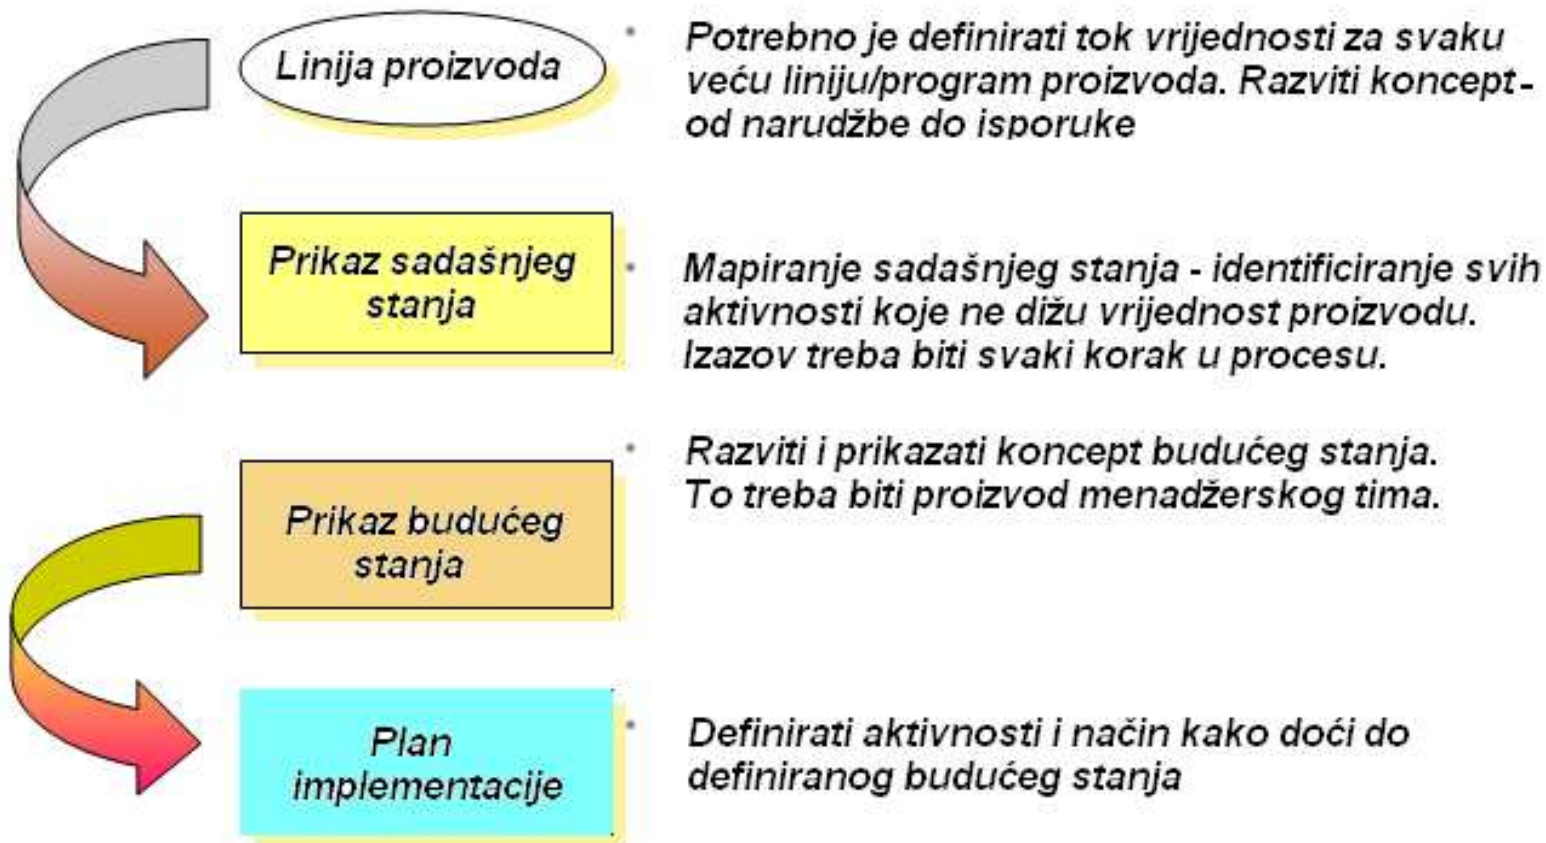 Linija proizvoda
Potrebno je definirati tok vrijednosti za svaku
veću liniju/program proizvoda. Razviti koncept-
od narudžbe do isporuke
Prikaz sadašnjeg
stanja
Mapiranje sadašnjeg stanja - identificiranje svih
aktivnosti koje ne dižu vrijednost proizvodu.
Izazov treba biti svaki korak u procesu.
Prikaz budućeg
stanja
Razviti i prikazati koncept budućeg stanja.
To treba biti proizvod menadžerskog tima.
Plan
implementacije
Definirati aktivnosti i način kako doći do
definiranog budućeg stanja